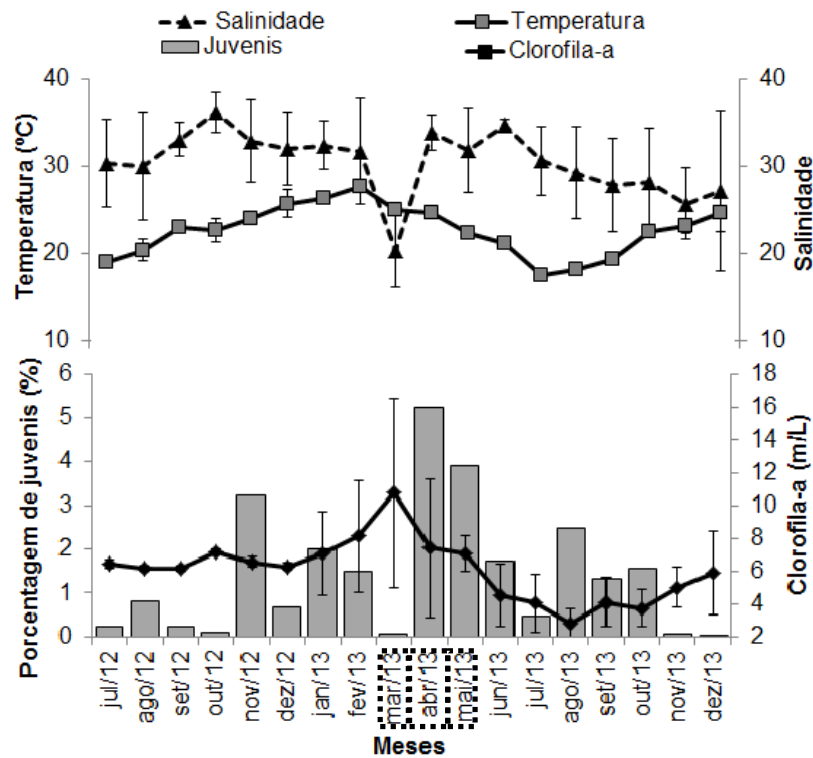 Salinidade Temperatura
Juvenis Clorofila-a
Temperatura (ºC)
40 40
30 30
20 20
10 10
Salinidade
Porcentagem de juvenis (%)
6 18
5 16
4 14
3 12
2 10
1 8
0 6
4
2
Clorofila-a (m/L)
jul/12 ago/12 set/12 out/12 nov/12 dez/12 jan/13 fev/13 mar/13 abr/13 mai/13 jun/13 jul/13 ago/13 set/13 out/13 nov/13 dez/13
Meses